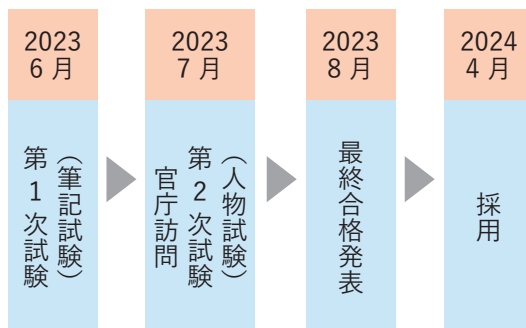 2023
6 月
第1次試験
（筆記試験）
2023
7 月
官庁訪問
第2次試験
（人物試験）
2023
8 月
最終合格発表
2024
4 月
採用